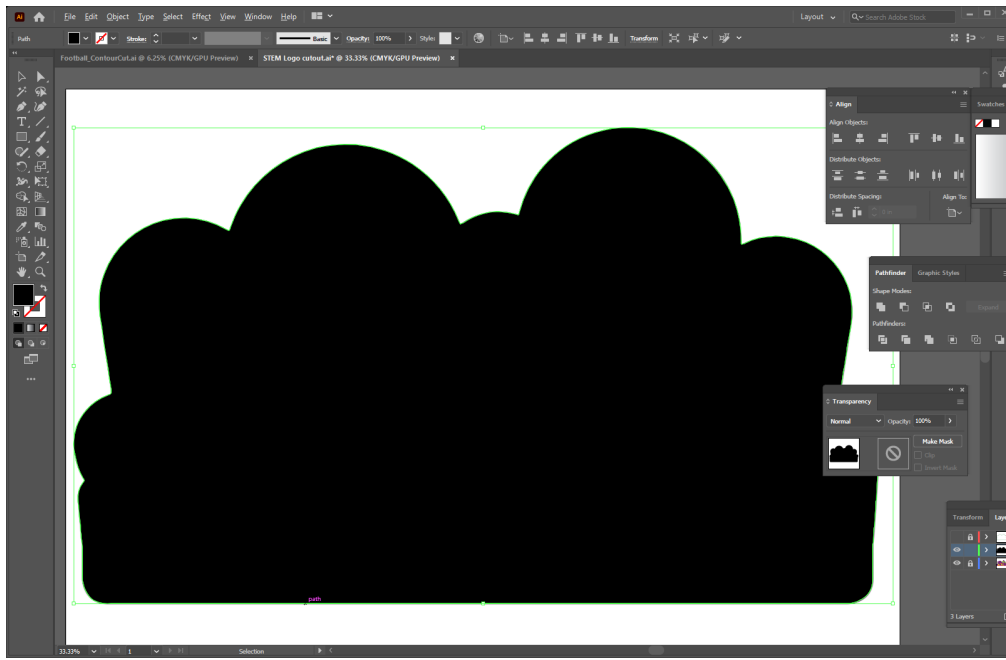 Ai File Edit Object Type Select Effect View Window Help Layout Search Adobe Stock
Path Stroke: Basic Opacity: 100% Style: Transform
Football_ContourCut.ai @ 6.25% (CMYK/GPU Preview) × STEM Logo cutout.ai* @ 33.33% (CMYK/GPU Preview) ×
Align
Swatches
Align Objects:
Distribute Objects:
Distribute Spacing: Align To:
Pathfinder Graphic Styles
Shape Modes:
Expand
Pathfinders:
Transparency
Normal Opacity: 100%
Make Mask
Clip
Invert Mask
Transform Laye
path
3 Layers
33.33% 1 Selection